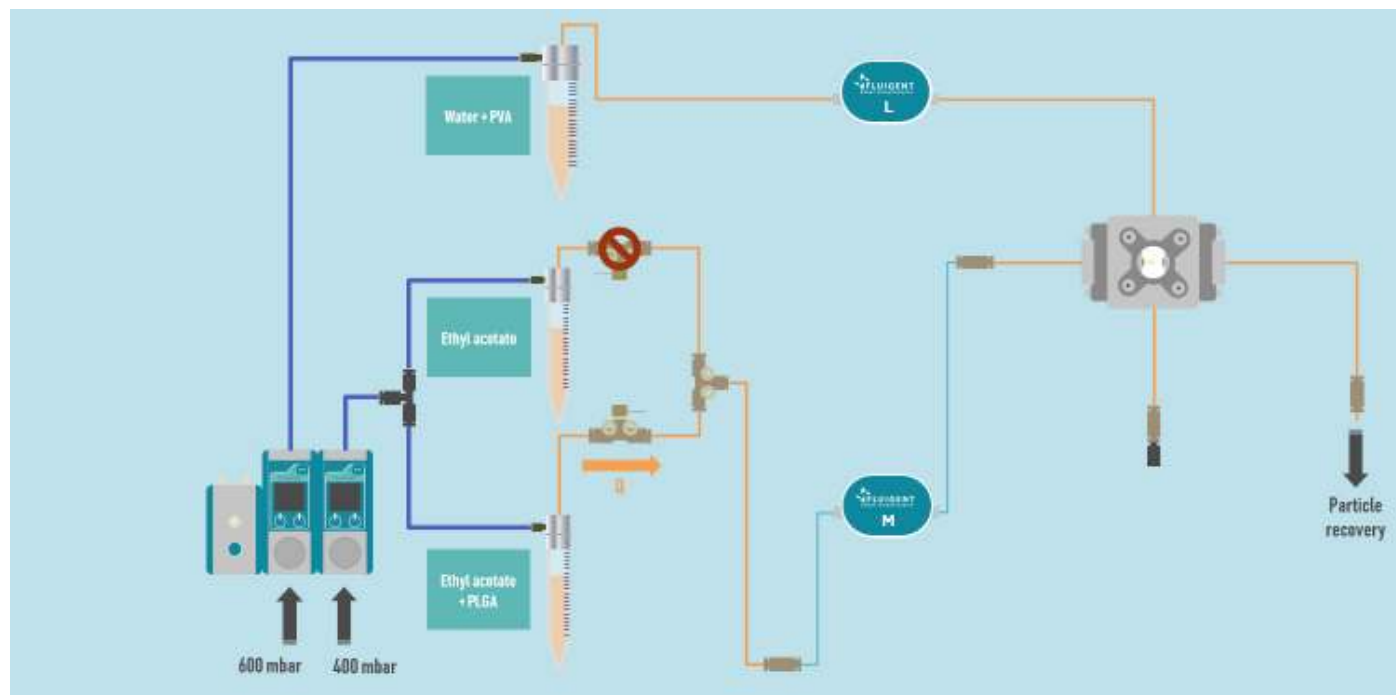 Water + PVA
FLUIGENT
L
Ethyl acetate
Q
Ethyl acetate
+ PLGA
FLUIGENT
M
Particle
recovery
600 mbar
400 mbar